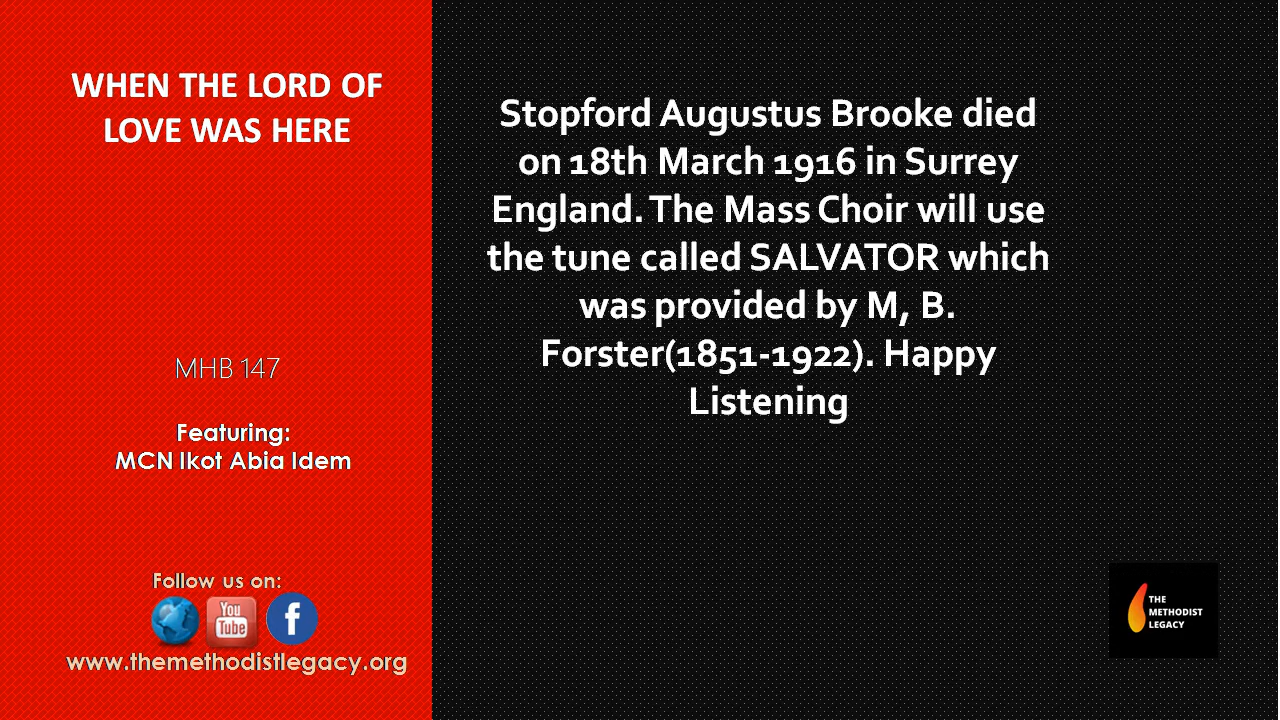 WHEN THE LORD OF
LOVE WAS HERE
MHB 147
Featuring:
MCN Ikot Abia Idem
Follow us on:
You
Tube
f
www.themethodistlegacy.org
Stopford Augustus Brooke died
on 18th March 1916 in Surrey
England. The Mass Choir will use
the tune called SALVATOR which
was provided by M, B.
Forster(1851-1922). Happy
Listening
THE
METHODIST
LEGACY